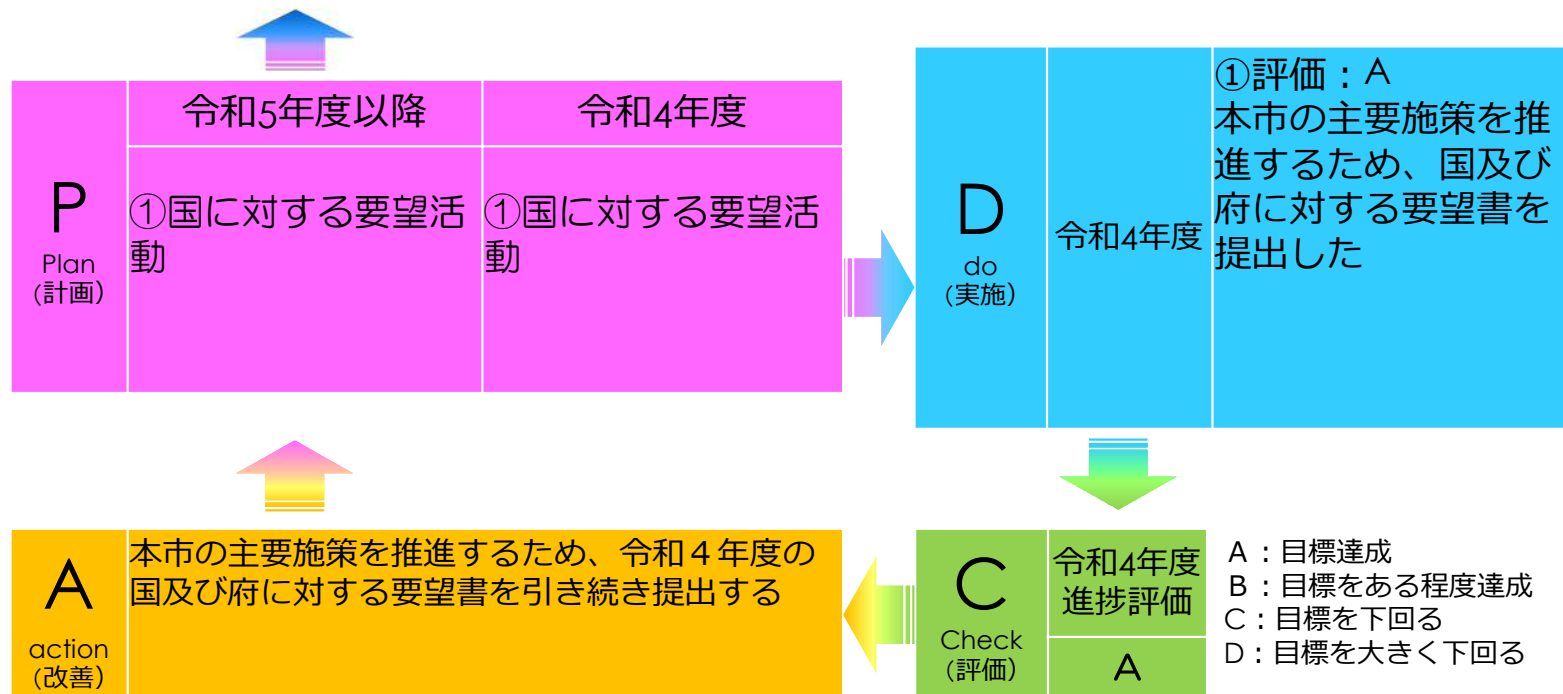 P
Plan
(計画)
令和5年度以降
令和4年度
①国に対する要望活
動
①国に対する要望活
動
D
do
(実施)
令和4年度
①評価：A
本市の主要施策を推
進するため、国及び
府に対する要望書を
提出した
A
action
(改善)
本市の主要施策を推進するため、令和４年度の
国及び府に対する要望書を引き続き提出する
C
Check
(評価)
令和4年度
進捗評価
A
A：目標達成
B：目標をある程度達成
C：目標を下回る
D：目標を大きく下回る